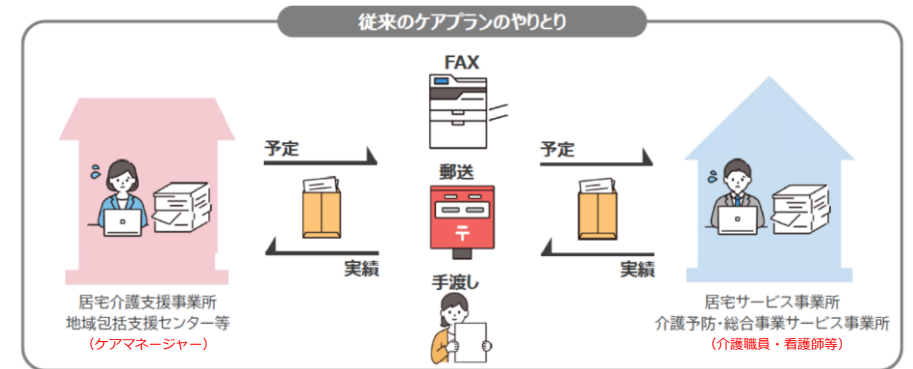 従来のケアプランのやりとり
FAX
予定
予定
郵送
〒
実績
実績
手渡し
居宅介護支援事業所
地域包括支援センター等
（ケアマネージャー）
居宅サービス事業所
介護予防・総合事業サービス事業所
（介護職員・看護師等）